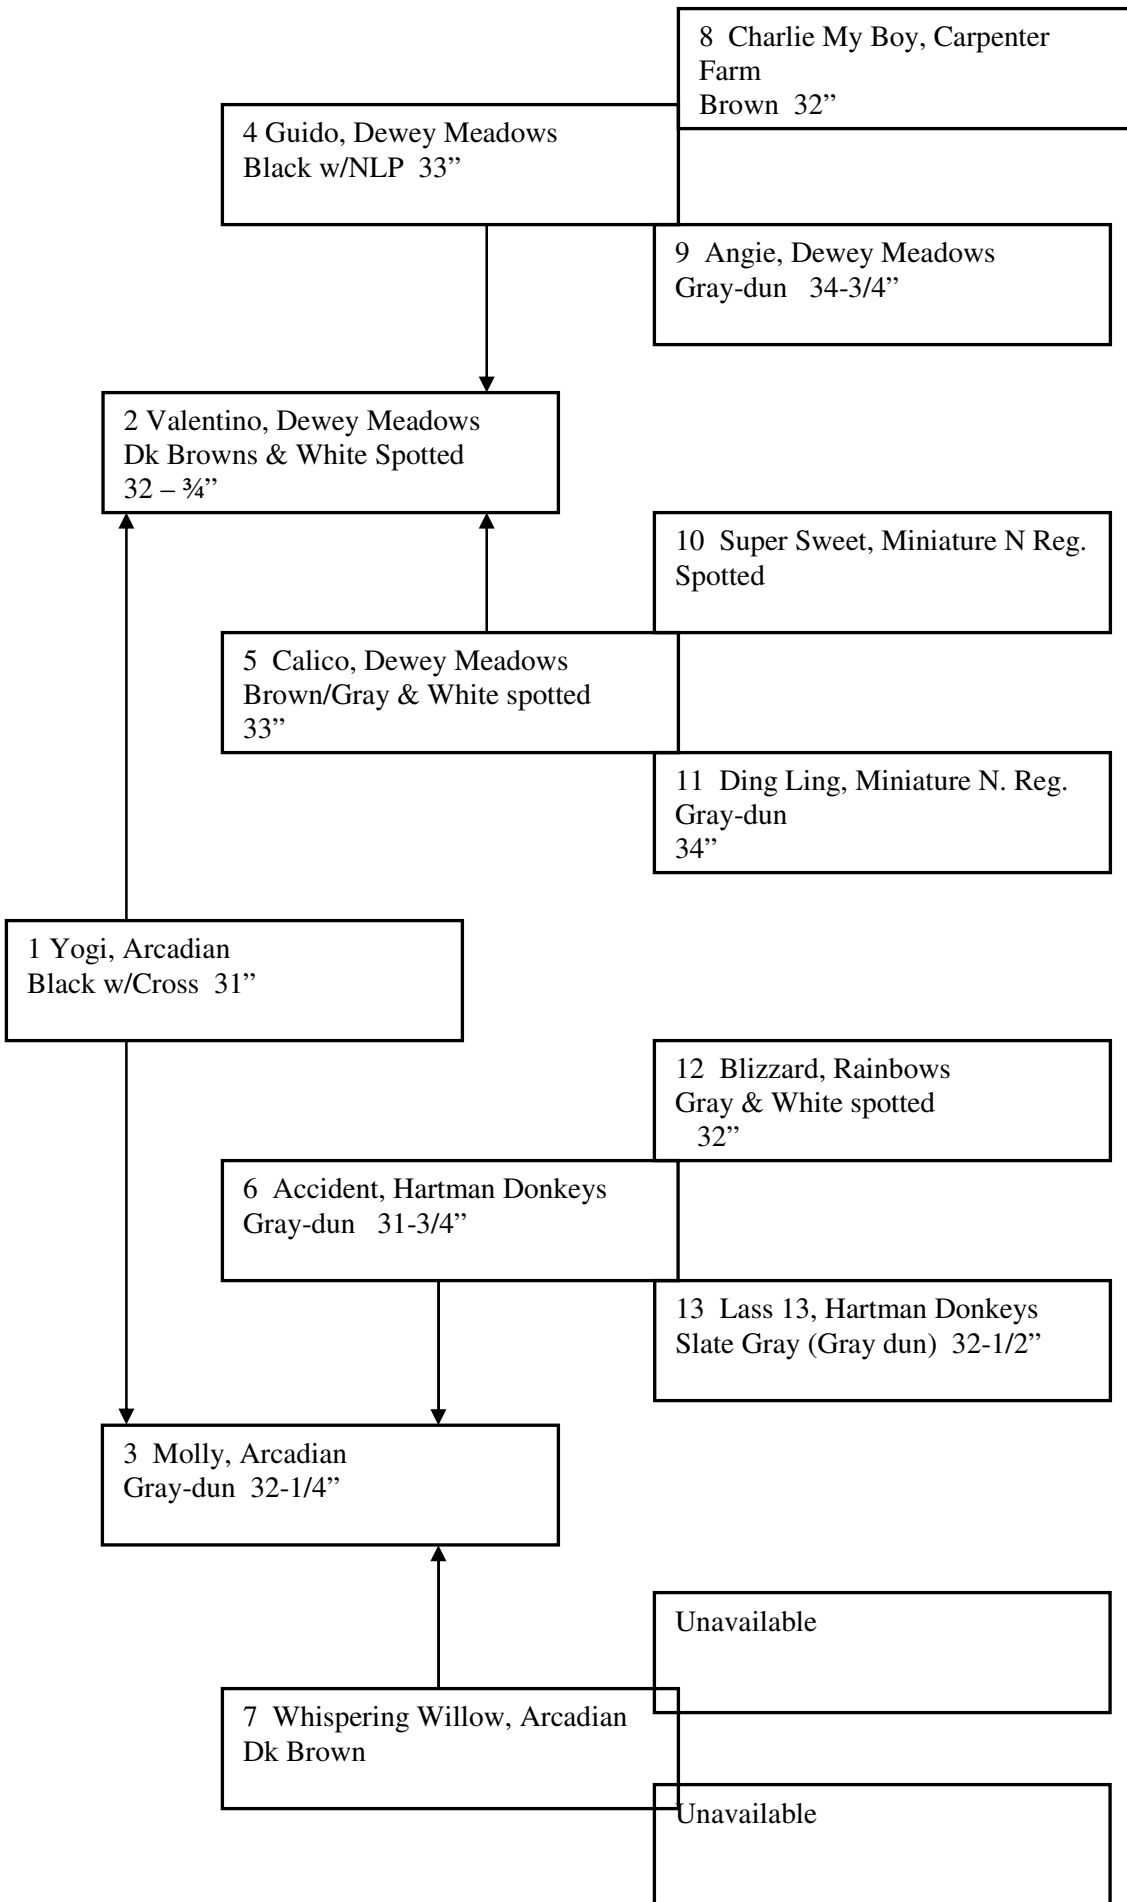 8  Charlie My Boy, Carpenter
Farm
Brown  32”
4 Guido, Dewey Meadows
Black w/NLP  33”
9  Angie, Dewey Meadows
Gray-dun   34-3/4”
2 Valentino, Dewey Meadows
Dk Browns & White Spotted
32 – ¾”
10  Super Sweet, Miniature N Reg.
Spotted
5  Calico, Dewey Meadows
Brown/Gray & White spotted
33”
11  Ding Ling, Miniature N. Reg.
Gray-dun
34”
1 Yogi, Arcadian
Black w/Cross  31”
12  Blizzard, Rainbows
Gray & White spotted
32”
6  Accident, Hartman Donkeys
Gray-dun   31-3/4”
13  Lass 13, Hartman Donkeys
Slate Gray (Gray dun)  32-1/2”
3  Molly, Arcadian
Gray-dun  32-1/4”
Unavailable
7  Whispering Willow, Arcadian
Dk Brown
Unavailable